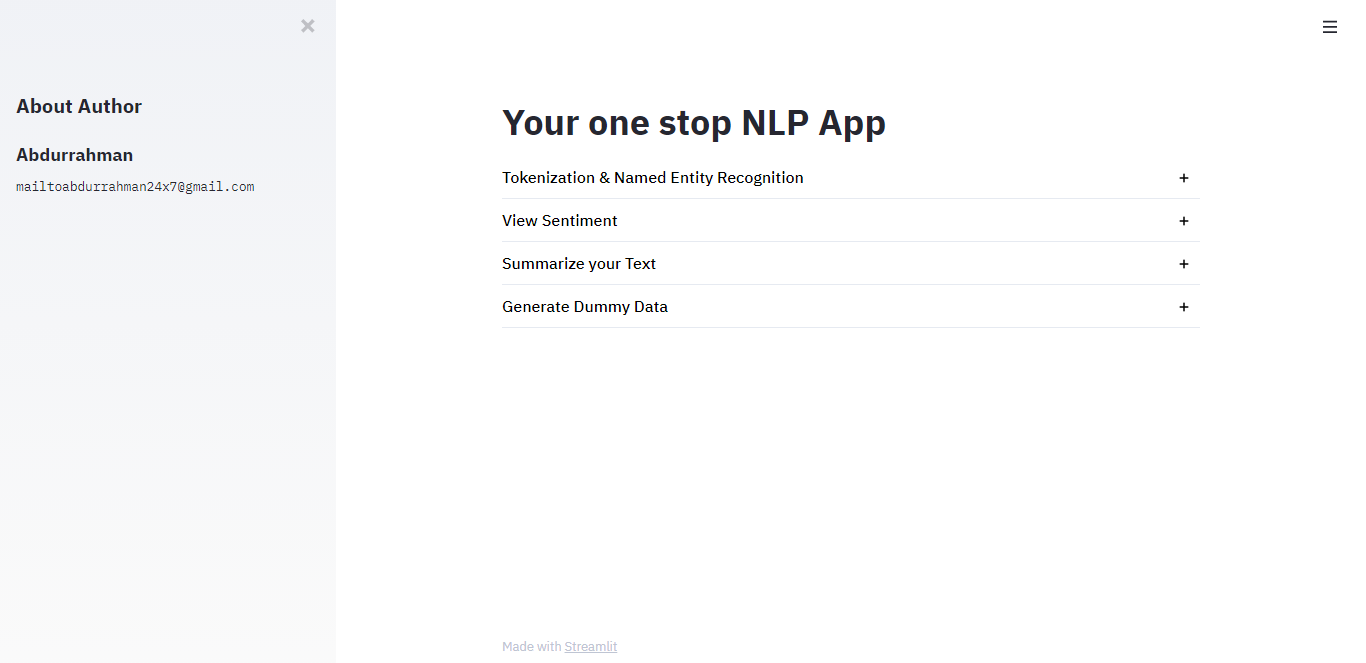 About Author
Abdurrahman
mailtoabdurrahman24x7@gmail.com
Your one stop NLP App
Tokenization & Named Entity Recognition
View Sentiment
Summarize your Text
Generate Dummy Data
Made with Streamlit